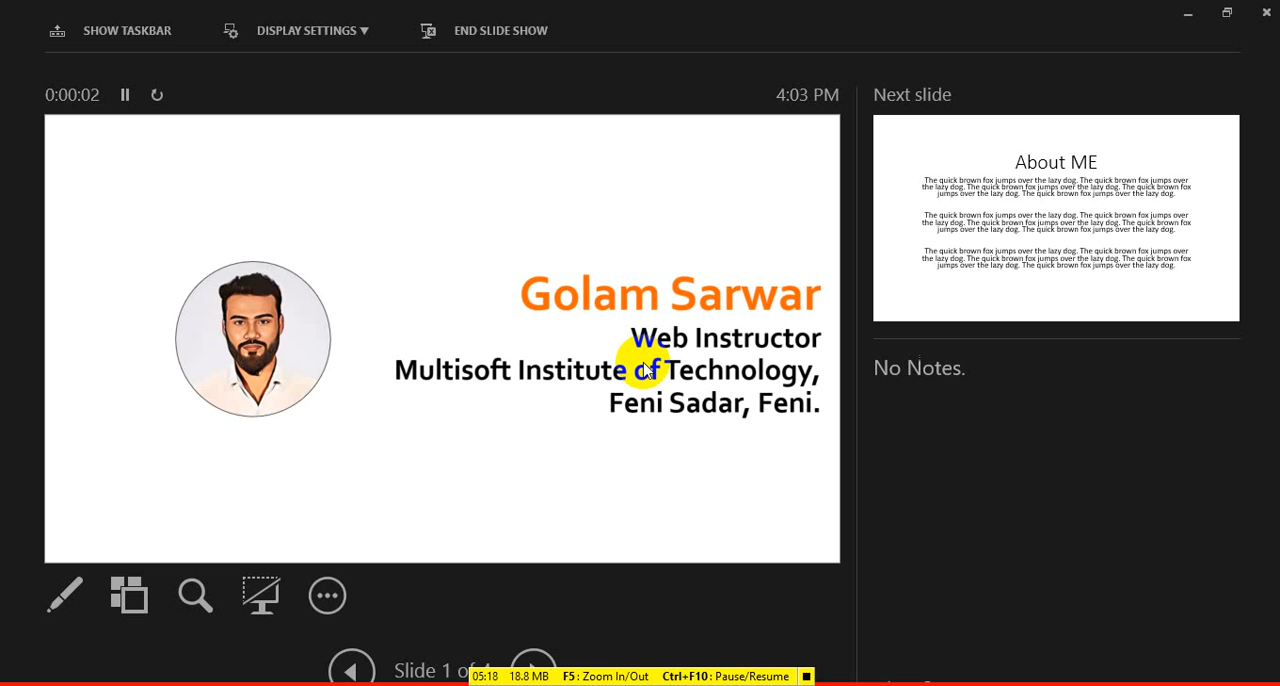 SHOW TASKBAR
DISPLAY SETTINGS
END SLIDE SHOW
0:00:02
4:03 PM
Next slide
Golam Sarwar
Web Instructor
Multisoft Institute of Technology,
Feni Sadar, Feni.
About ME
The quick brown fox jumps over the lazy dog. The quick brown fox jumps over
the lazy dog. The quick brown fox jumps over the lazy dog. The quick brown fox
jumps over the lazy dog. The quick brown fox jumps over the lazy dog.
The quick brown fox jumps over the lazy dog. The quick brown fox jumps over
the lazy dog. The quick brown fox jumps over the lazy dog. The quick brown fox
jumps over the lazy dog. The quick brown fox jumps over the lazy dog.
The quick brown fox jumps over the lazy dog. The quick brown fox jumps over
the lazy dog. The quick brown fox jumps over the lazy dog. The quick brown fox
jumps over the lazy dog. The quick brown fox jumps over the lazy dog.
No Notes.
Slide 1 of 4
05:18 18.8 MB F5: Zoom In/Out Ctrl+F10: Pause/Resume